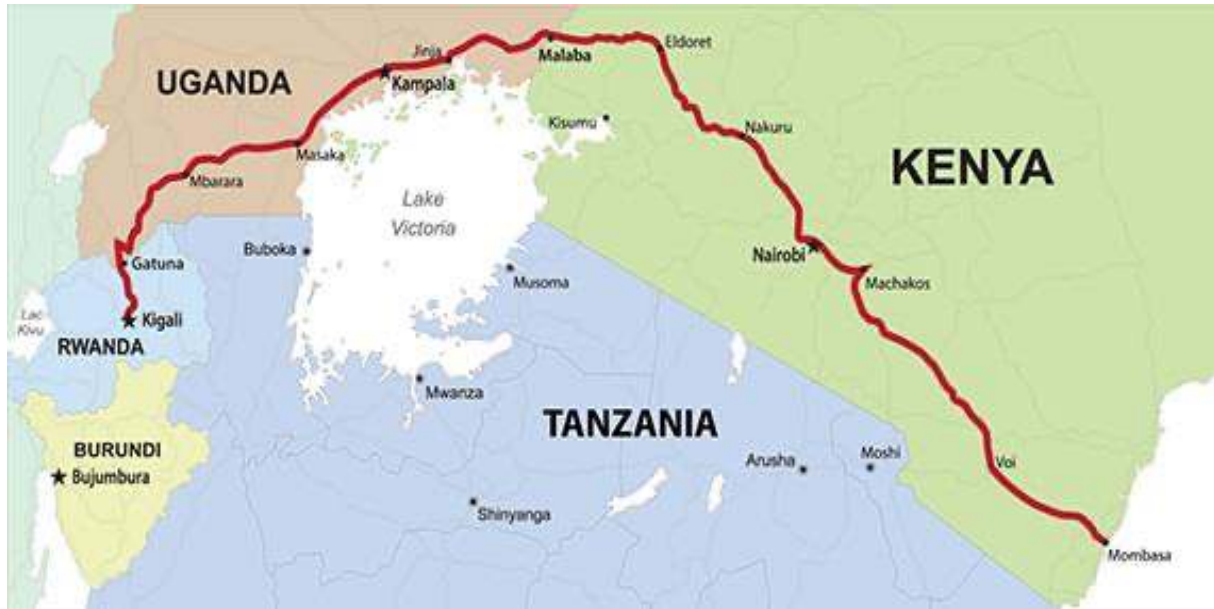 Jinja
Malaba
Eldoret
UGANDA
Kampala
Kisumu
Nakuru
Masaka
KENYA
Mbarara
Lake
Victoria
Buboka
Nairobi
Gatuna
Musoma
Machakos
Lac
Kivu
Kigali
RWANDA
Mwanza
TANZANIA
BURUNDI
Arusha
Moshi
Voi
Bujumbura
Shinyanga
Mombasa